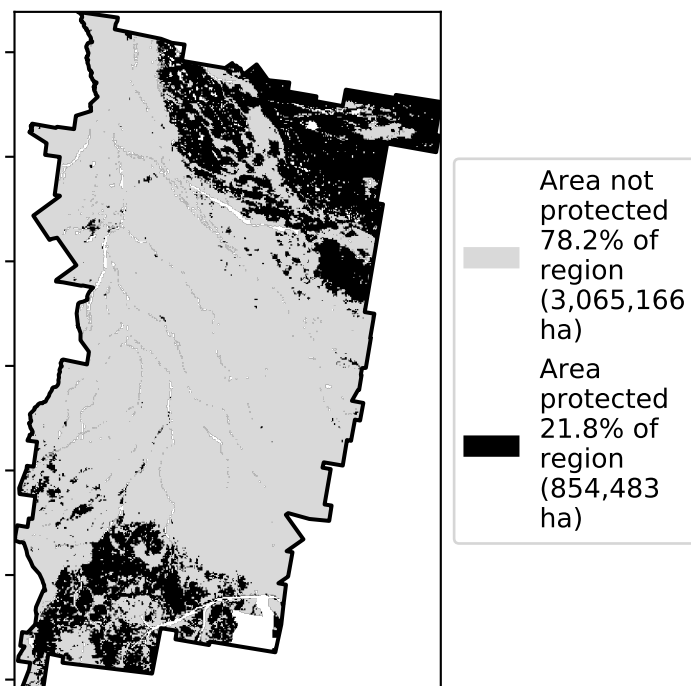 Area not
protected
78.2% of
region
(3,065,166
ha)
Area
protected
21.8% of
region
(854,483
ha)